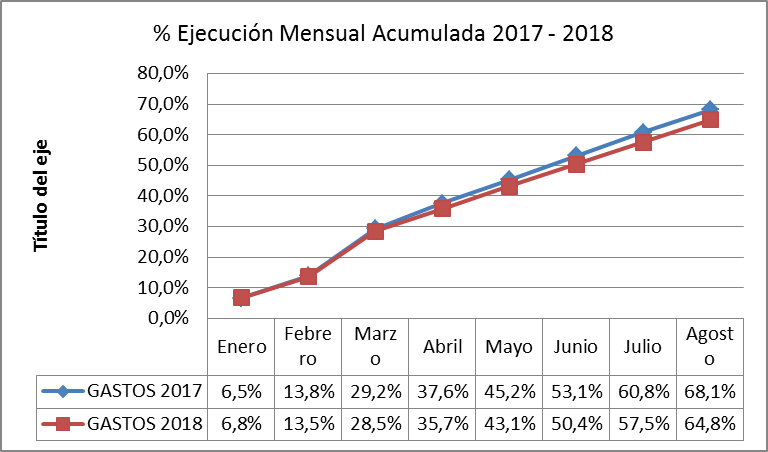 % Ejecución Mensual Acumulada 2017 - 2018
Título del eje
80,0%
70,0%
60,0%
50,0%
40,0%
30,0%
20,0%
10,0%
0,0%
Enero Febre Marz Abril Mayo Junio Julio Agost
ro o o
GASTOS 2017 6,5% 13,8% 29,2% 37,6% 45,2% 53,1% 60,8% 68,1%
GASTOS 2018 6,8% 13,5% 28,5% 35,7% 43,1% 50,4% 57,5% 64,8%